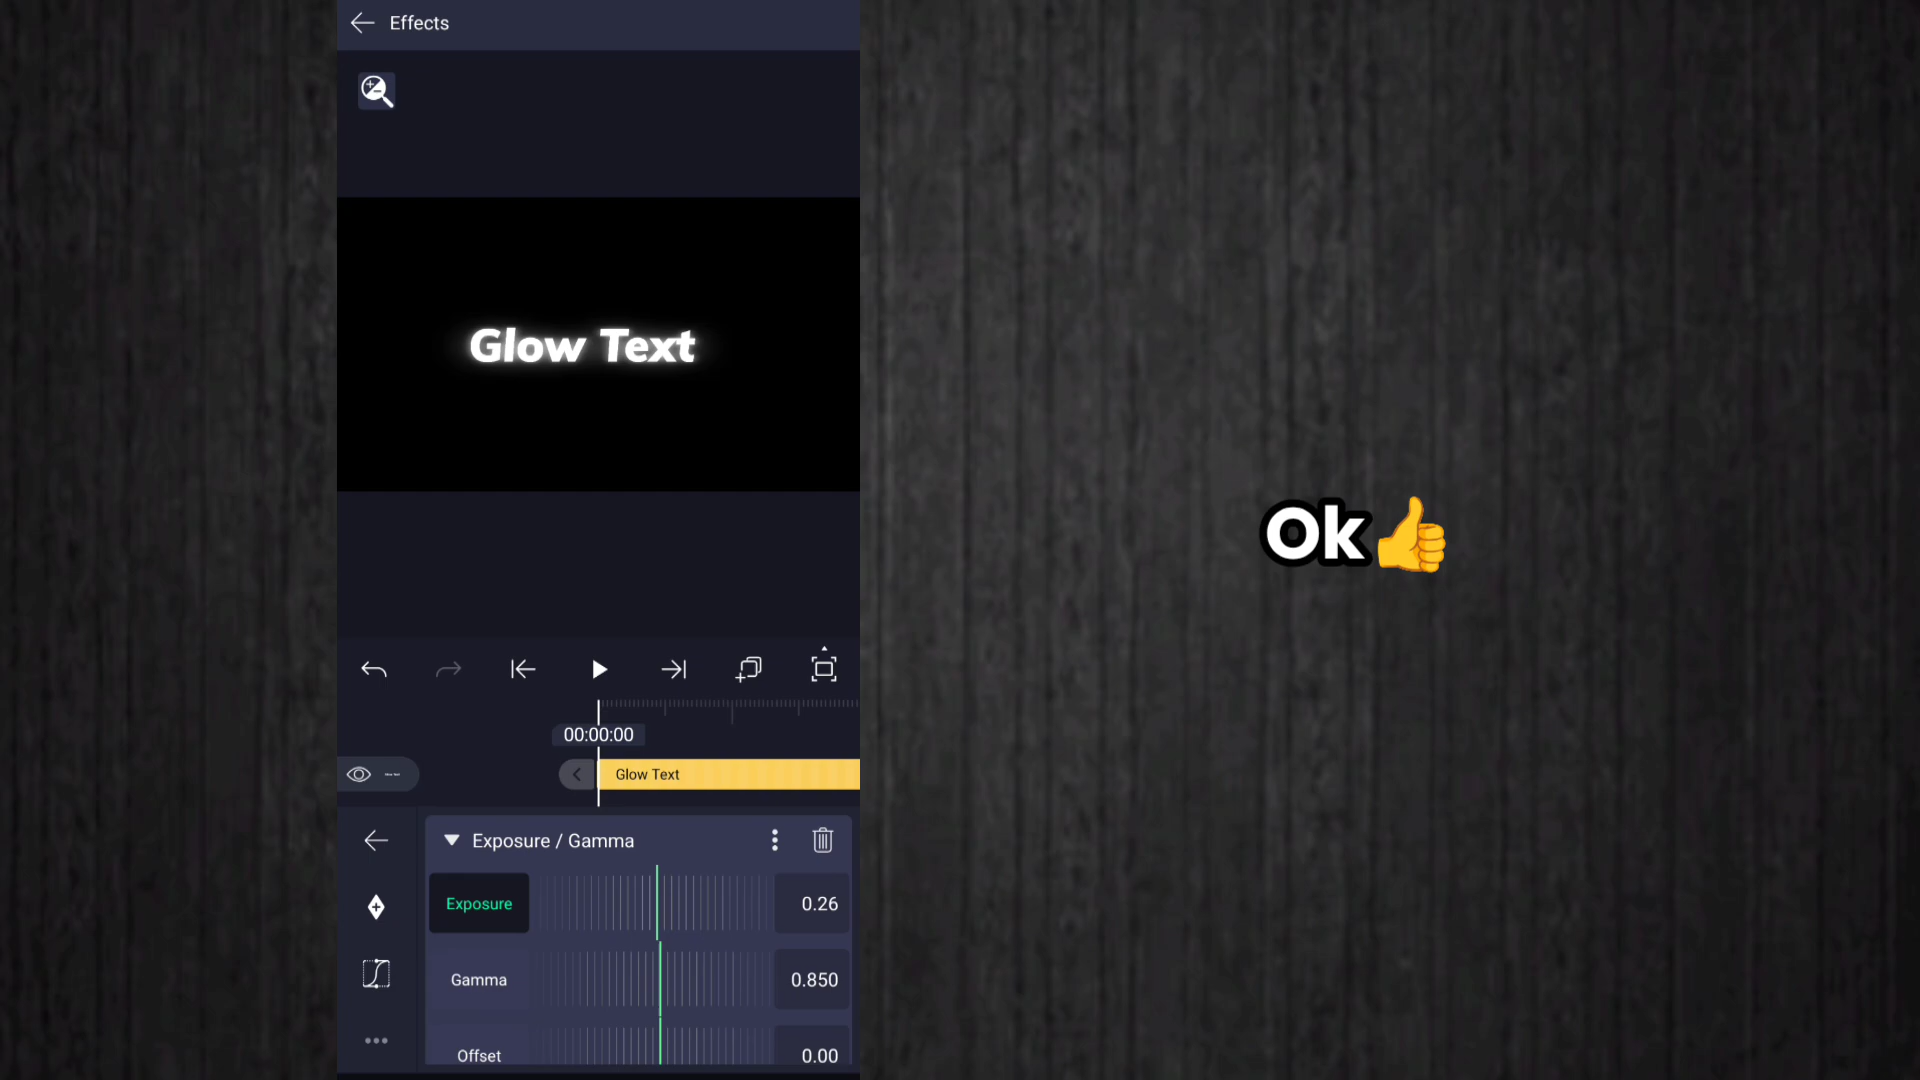 Effects
Glow Text
Ok👍
00:00:00
Glow Text
Exposure / Gamma
Exposure 0.26
Gamma 0.850
Offset 0.00